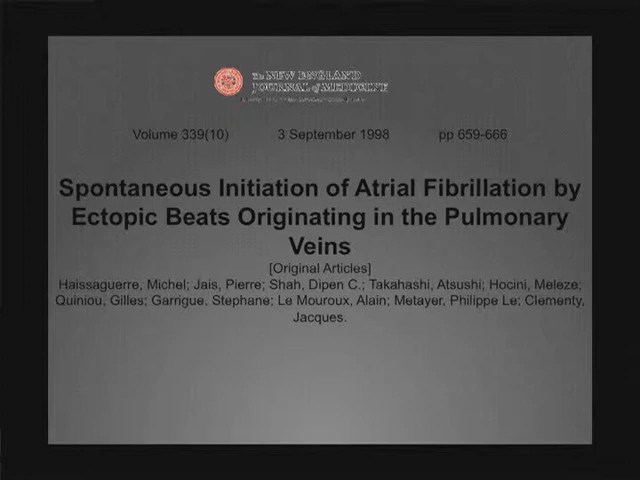 The NEW ENGLAND
JOURNAL of MEDICINE
Volume 339(10) 3 September 1998 pp 659-666
Spontaneous Initiation of Atrial Fibrillation by
Ectopic Beats Originating in the Pulmonary
Veins
[Original Articles]
Haissaguerre, Michel; Jais, Pierre; Shah, Dipen C.; Takahashi, Atsushi; Hocini, Meleze;
Quiniou, Gilles; Garrigue, Stephane; Le Mouroux, Alain; Metayer, Philippe Le; Clementy,
Jacques.